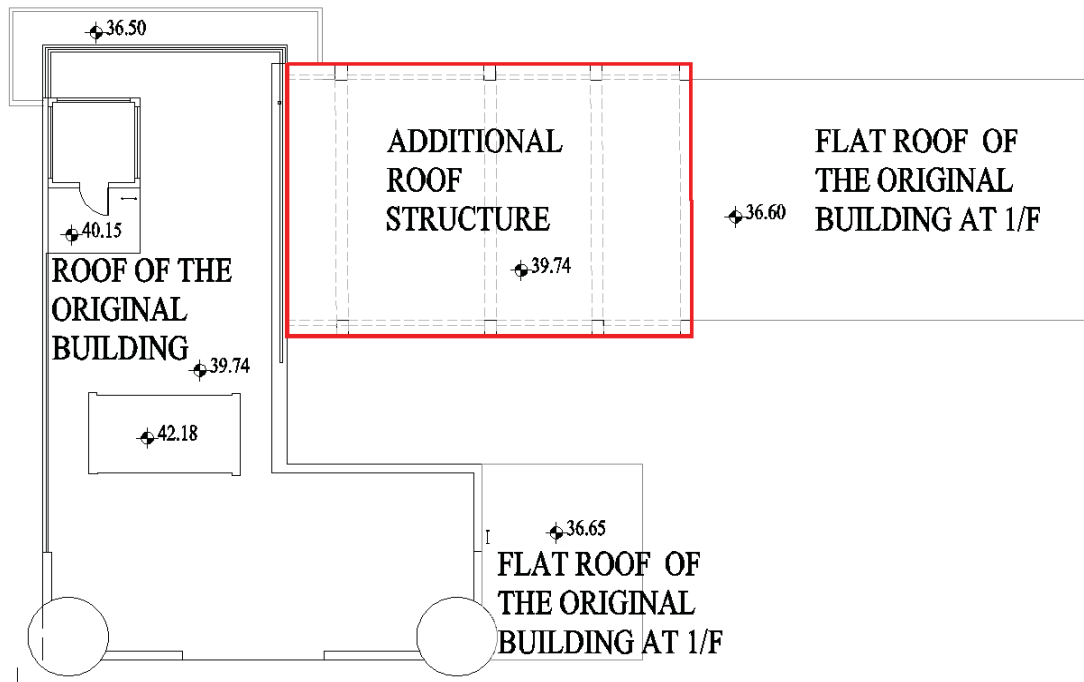 36.50
ADDITIONAL
ROOF
STRUCTURE
39.74
FLAT ROOF OF
THE ORIGINAL
BUILDING AT 1/F
36.60
40.15
ROOF OF THE
ORIGINAL
BUILDING
39.74
42.18
36.65
FLAT ROOF OF
THE ORIGINAL
BUILDING AT 1/F